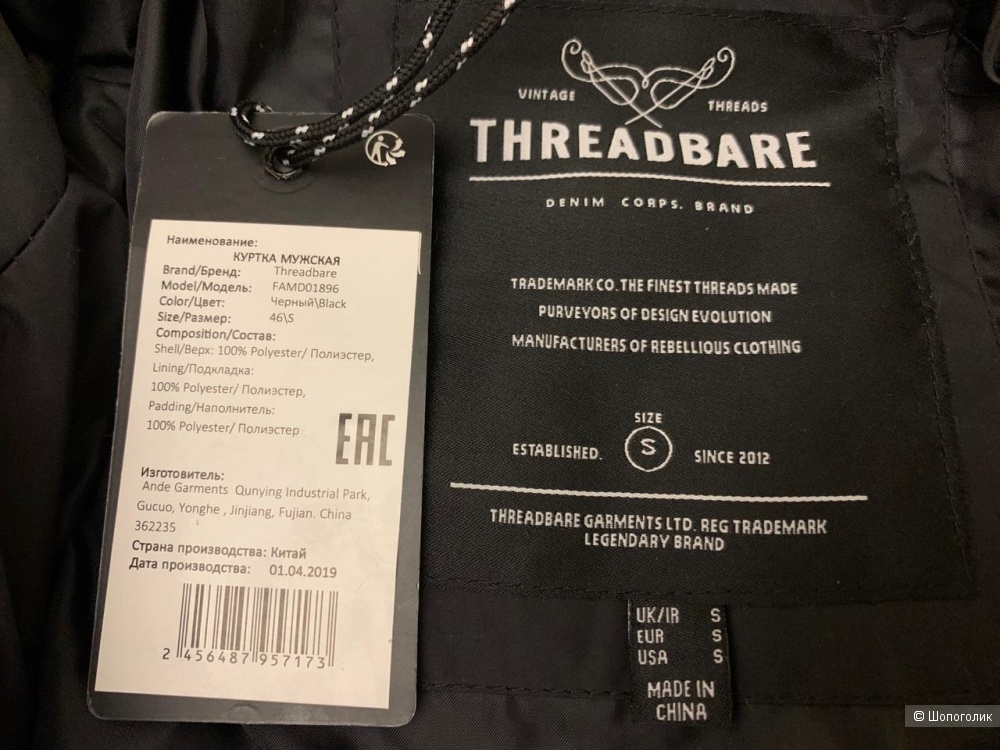 Наименование:
КУРТКА МУЖСКАЯ
Brand/Бренд: Threadbare
Model/Модель: FAMD01896
Color/Цвет: Черный\Black
Size/Размер: 46\S
Composition/Состав:
Shell/Верх: 100% Polyester/ Полиэстер,
Lining/Подкладка:
100% Polyester/ Полиэстер,
Padding/Наполнитель:
100% Polyester/ Полиэстер
EAC
Изготовитель:
Ande Garments Qunying Industrial Park,
Gucuo, Yonghe , Jinjiang, Fujian. China
362235
Страна производства: Китай
Дата производства: 01.04.2019
2 456487 957173
VINTAGE THREADS
THREADBARE
DENIM CORPS. BRAND
TRADEMARK CO. THE FINEST THREADS MADE
PURVEYORS OF DESIGN EVOLUTION
MANUFACTURERS OF REBELLIOUS CLOTHING
SIZE
ESTABLISHED. S SINCE 2012
THREADBARE GARMENTS LTD. REG TRADEMARK
LEGENDARY BRAND
UK/IR S
EUR S
USA S
MADE IN
CHINA
© Шопоголик